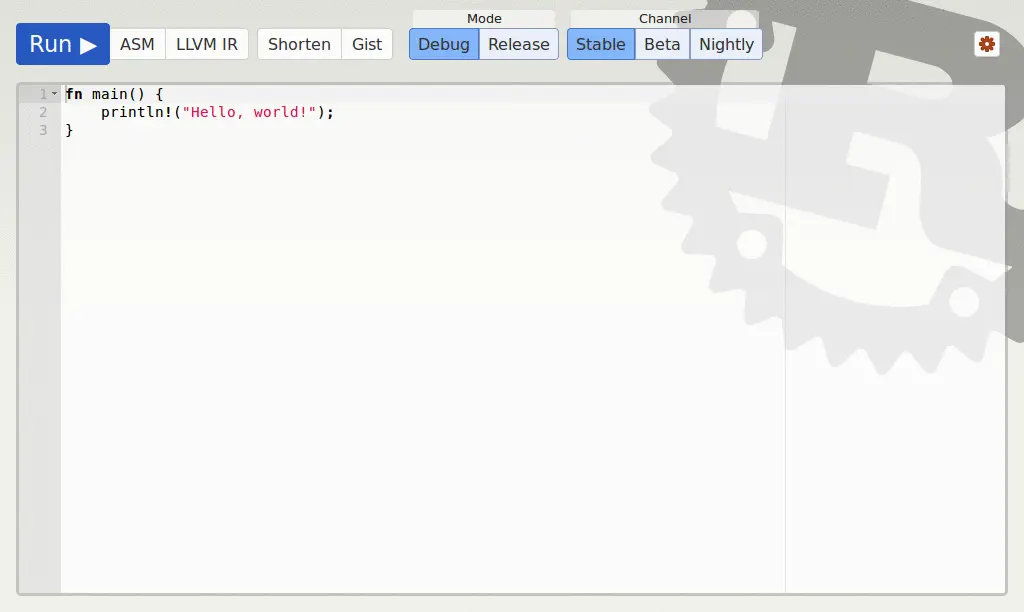 Mode Channel
Run ▶ ASM LLVM IR Shorten Gist Debug Release Stable Beta Nightly
1 fn main() {
2     println!("Hello, world!");
3 }